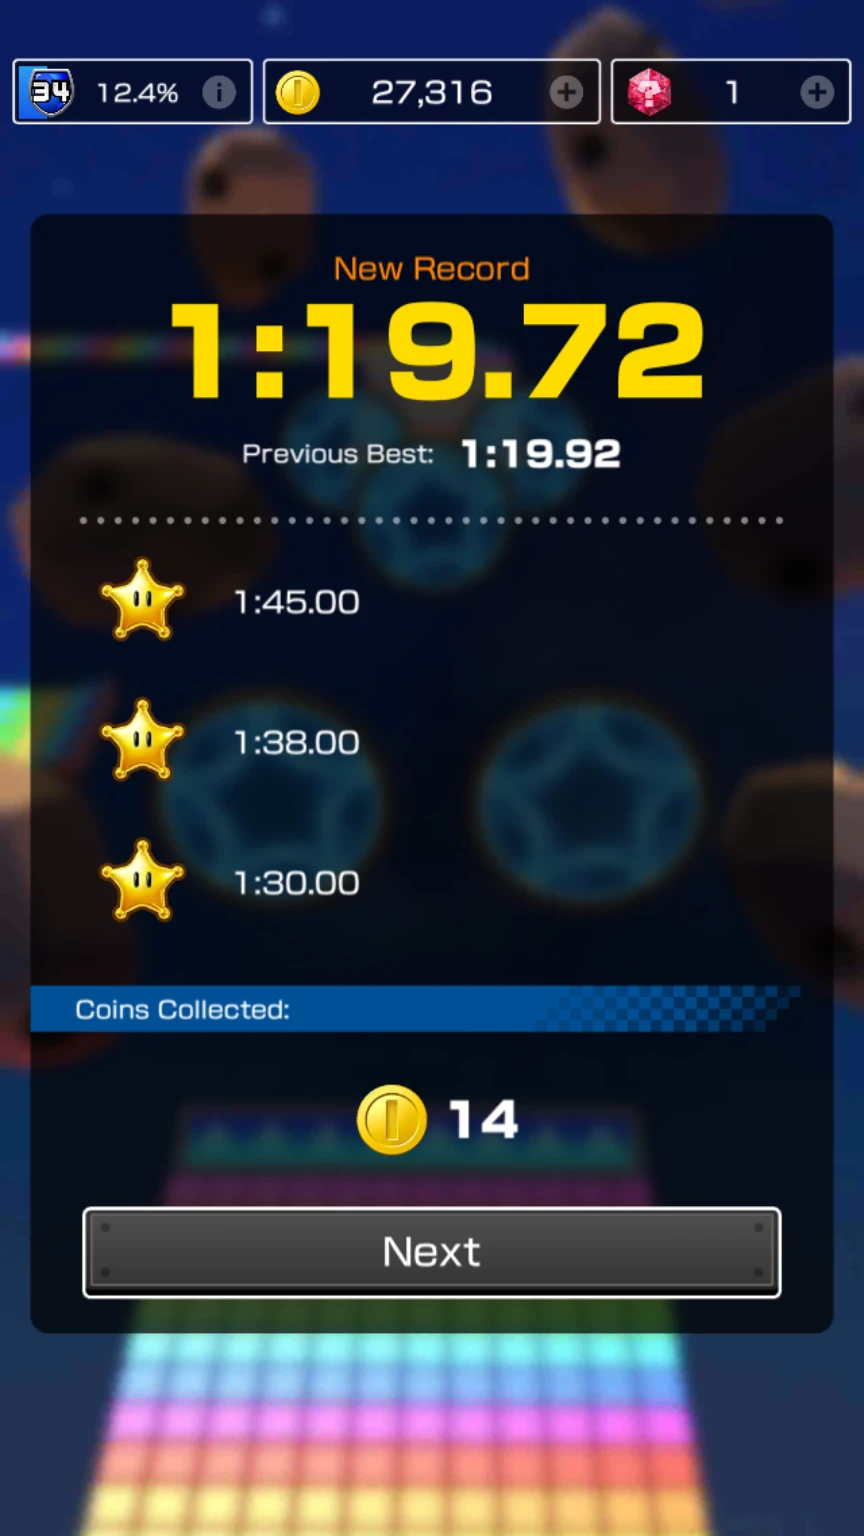 34 12.4% i 27,316 + 1 +
New Record
1:19.72
Previous Best: 1:19.92
1:45.00
1:38.00
1:30.00
Coins Collected:
14
Next